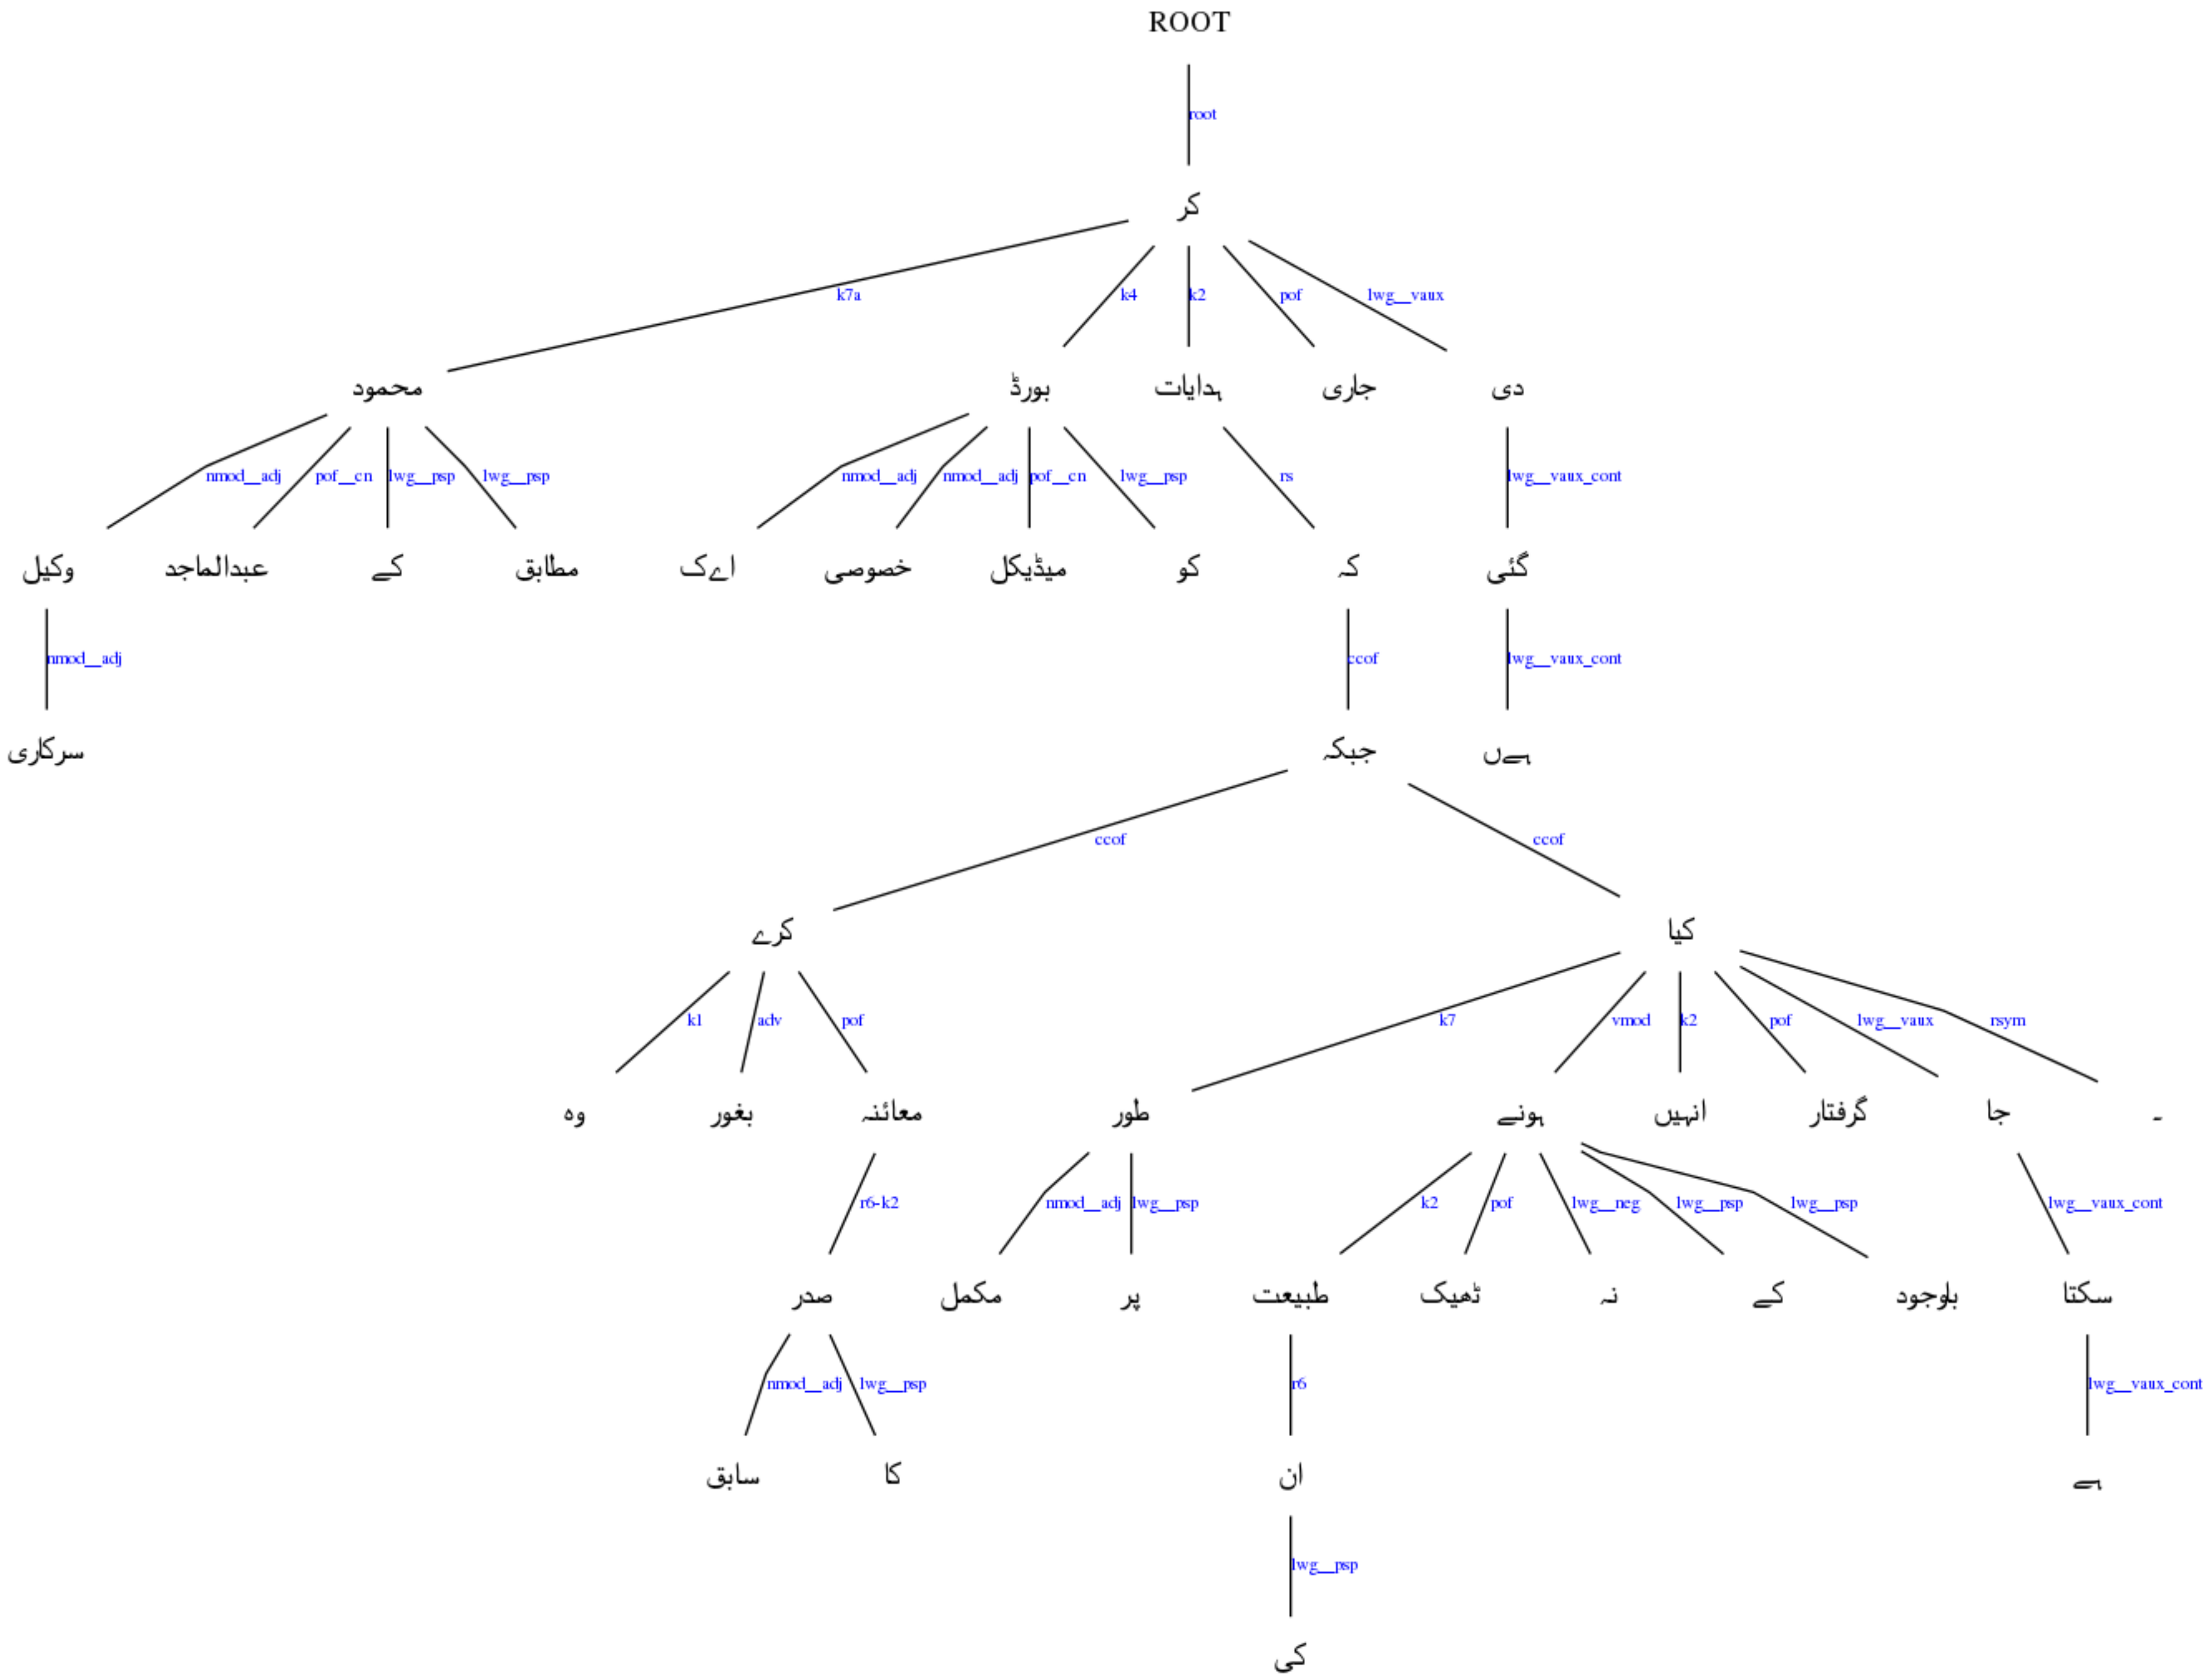 ROOT
root
کر
k7a k4 k2 pof lwg__vaux
محمود بورڈ ہدایات جاری دی
nmod__adj pof__cn lwg__psp lwg__psp nmod__adj nmod__adj pof__cn lwg__psp rs lwg__vaux_cont
وکیل عبدالماجد کے مطابق اےک خصوصی میڈیکل کو کہ گئی
nmod__adj ccof lwg__vaux_cont
سرکاری جبکہ ہےں
ccof ccof
کرے کیا
k1 adv pof k7 vmod k2 pof lwg__vaux rsym
وہ بغور معائنہ طور ہونے انہیں گرفتار جا ۔
r6-k2 nmod__adj lwg__psp k2 pof lwg__neg lwg__psp lwg__psp lwg__vaux_cont
صدر مکمل پر طبیعت ٹھیک نہ کے باوجود سکتا
nmod__adj lwg__psp r6 lwg__vaux_cont
سابق کا ان ہے
lwg__psp
کی